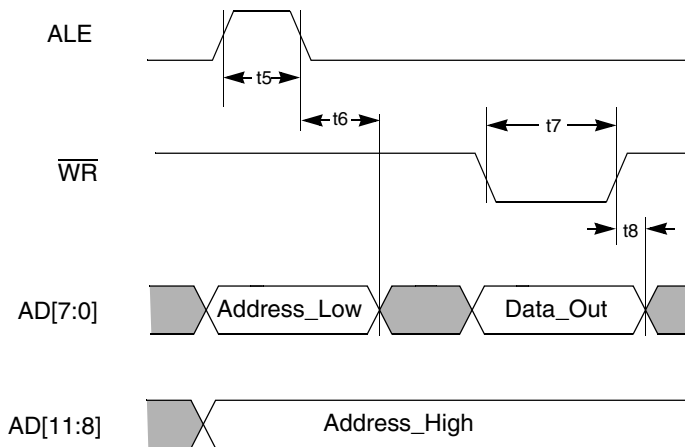 ALE
t5
t6
t7
WR
t8
AD[7:0]
Address_Low
Data_Out
AD[11:8]
Address_High